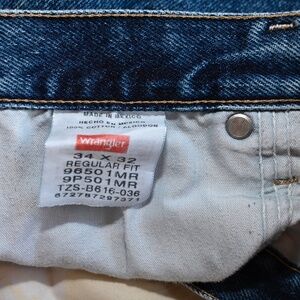 MADE IN MEXICO
HECHO EN MEXICO
100% COTTON / ALGODON
Wrangler
34 X 32
REGULAR FIT
96501MR
9P501MR
TZS-B616-036
672787297371